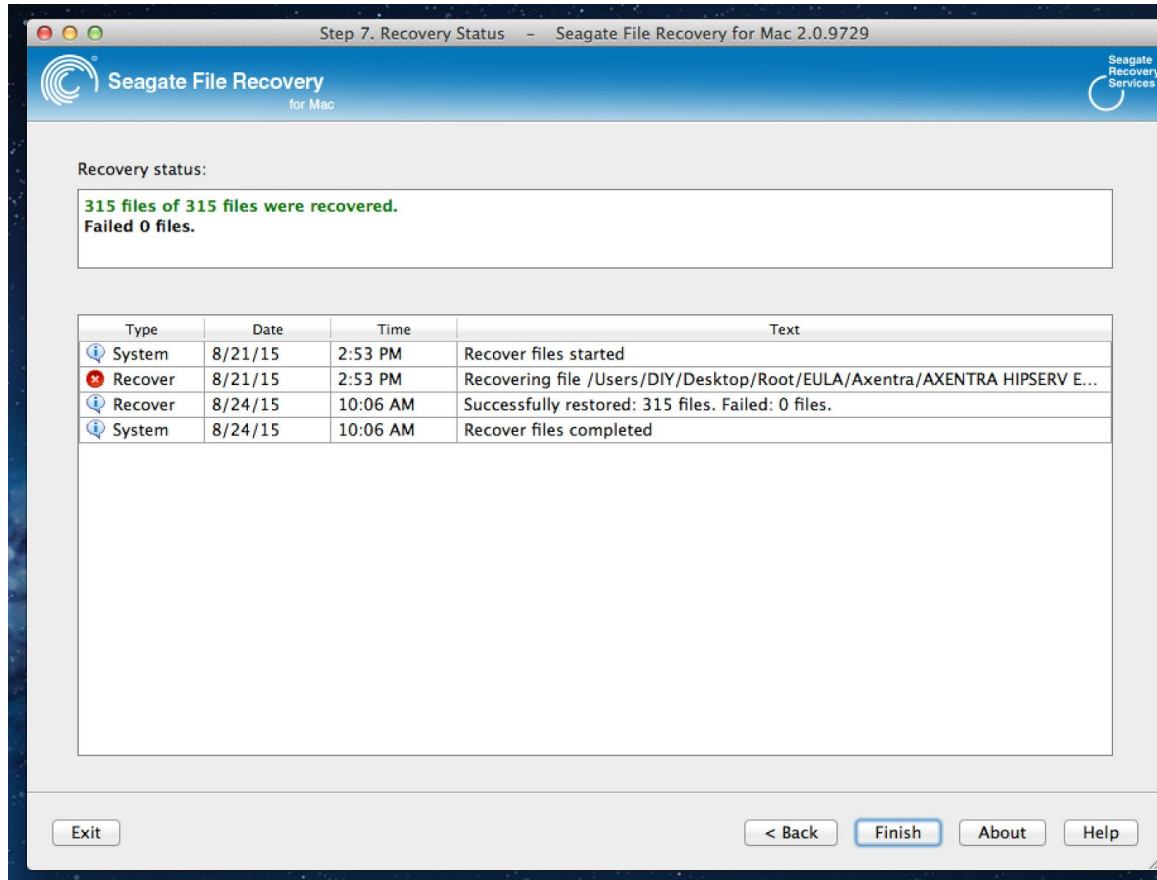 Step 7. Recovery Status – Seagate File Recovery for Mac 2.0.9729
Seagate File Recovery
for Mac
Seagate
Recovery
Services
Recovery status:
315 files of 315 files were recovered.
Failed 0 files.
Type Date Time Text
System 8/21/15 2:53 PM Recover files started
Recover 8/21/15 2:53 PM Recovering file /Users/DIY/Desktop/Root/EULA/Axentra/AXENTRA HIPSERV E...
Recover 8/24/15 10:06 AM Successfully restored: 315 files. Failed: 0 files.
System 8/24/15 10:06 AM Recover files completed
Exit < Back Finish About Help